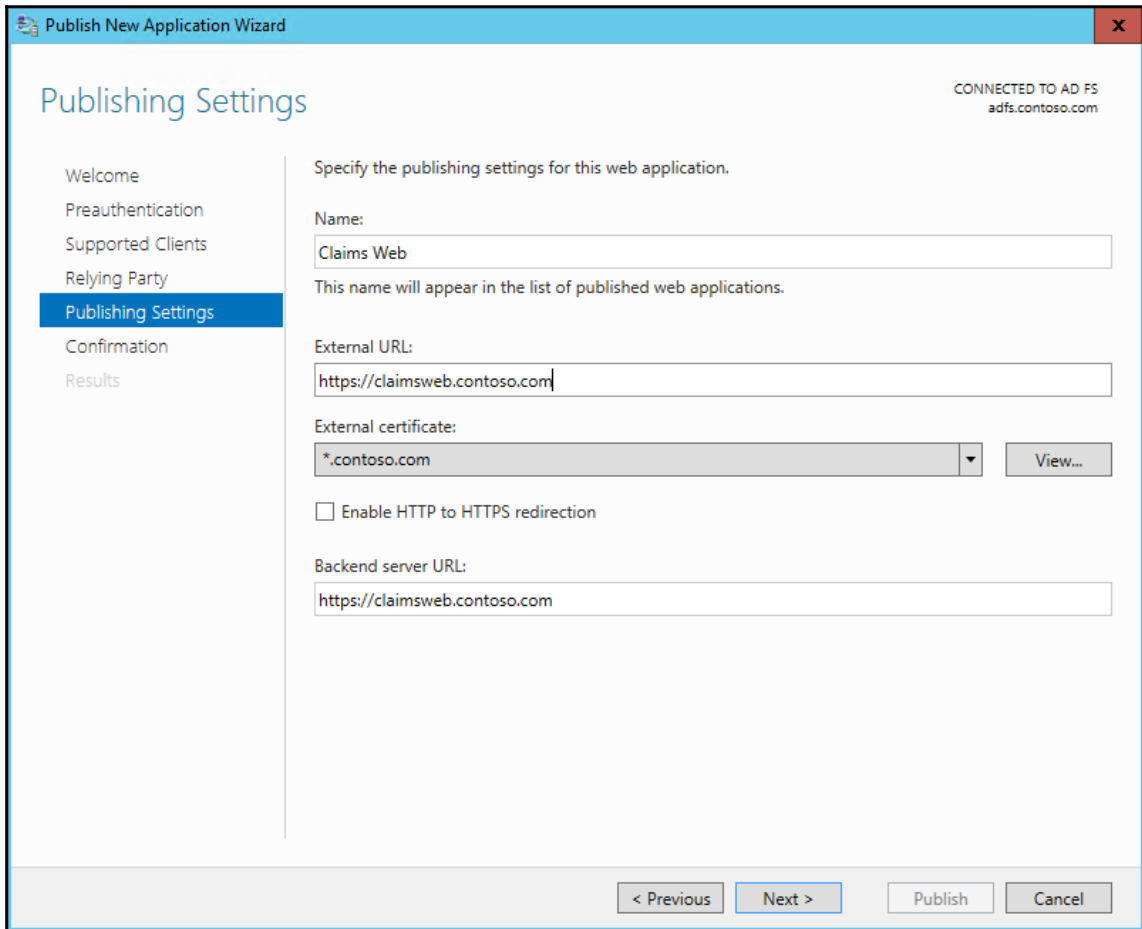 Publish New Application Wizard
x
Publishing Settings
CONNECTED TO AD FS
adfs.contoso.com
Welcome
Preauthentication
Supported Clients
Relying Party
Publishing Settings
Confirmation
Results
Specify the publishing settings for this web application.
Name:
Claims Web
This name will appear in the list of published web applications.
External URL:
https://claimsweb.contoso.com
External certificate:
*.contoso.com
View...
Enable HTTP to HTTPS redirection
Backend server URL:
https://claimsweb.contoso.com
< Previous
Next >
Publish
Cancel